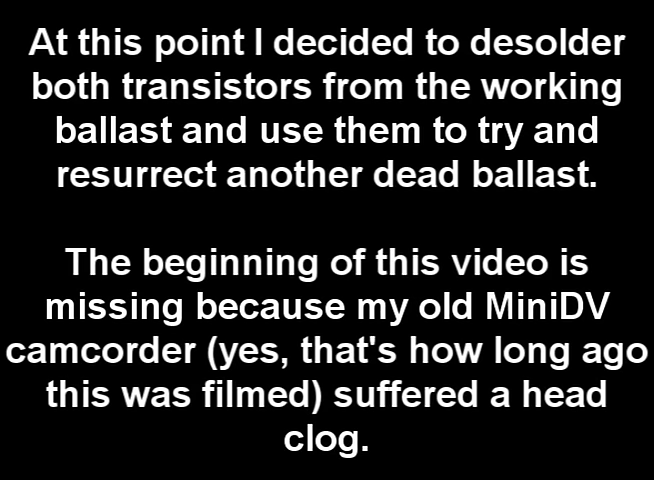 At this point I decided to desolder
both transistors from the working
ballast and use them to try and
resurrect another dead ballast.
The beginning of this video is
missing because my old MiniDV
camcorder (yes, that's how long ago
this was filmed) suffered a head
clog.